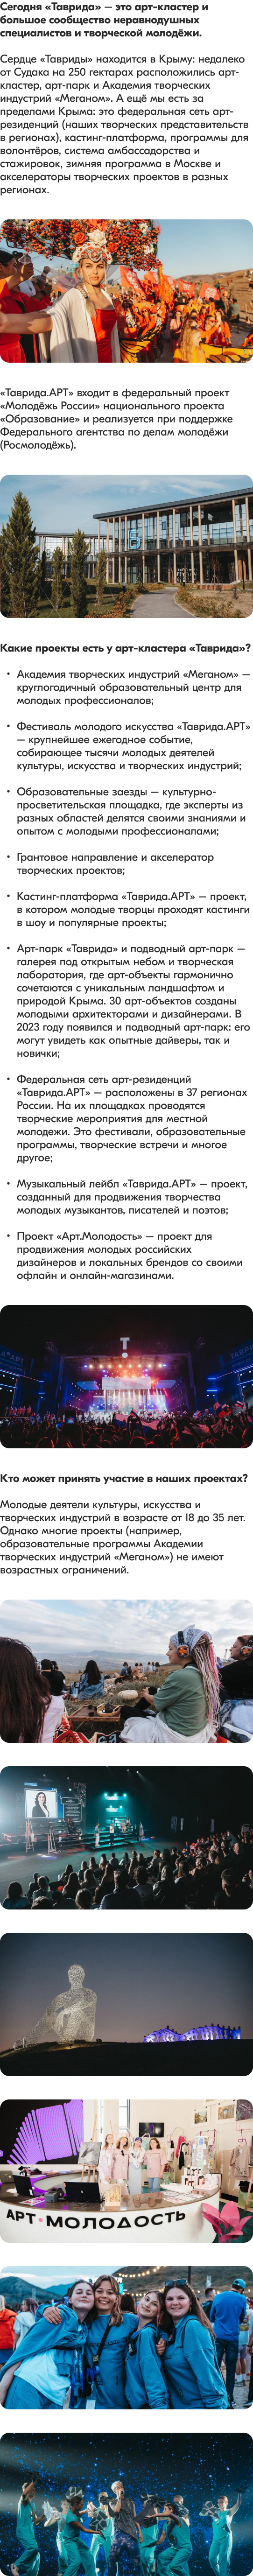 Сегодня «Таврида» – это арт-кластер и
большое сообщество неравнодушных
специалистов и творческой молодёжи.
Сердце «Тавриды» находится в Крыму: недалеко
от Судака на 250 гектарах расположились арт-
кластер, арт-парк и Академия творческих
индустрий «Меганом». А ещё мы есть за
пределами Крыма: это федеральная сеть арт-
резиденций (наших творческих представительств
в регионах), кастинг-платформа, программы для
волонтёров, система амбассадорства и
стажировок, зимняя программа в Москве и
акселераторы творческих проектов в разных
регионах.
«Таврида.АРТ» входит в федеральный проект
«Молодёжь России» национального проекта
«Образование» и реализуется при поддержке
Федерального агентства по делам молодёжи
(Росмолодёжь).
Какие проекты есть у арт-кластера «Таврида»?
• Академия творческих индустрий «Меганом» –
круглогодичный образовательный центр для
молодых профессионалов;
• Фестиваль молодого искусства «Таврида.АРТ»
– крупнейшее ежегодное событие,
собирающее тысячи молодых деятелей
культуры, искусства и творческих индустрий;
• Образовательные заезды – культурно-
просветительская площадка, где эксперты из
разных областей делятся своими знаниями и
опытом с молодыми профессионалами;
• Грантовое направление и акселератор
творческих проектов;
• Кастинг-платформа «Таврида.АРТ» – проект,
в котором молодые творцы проходят кастинги
в шоу и популярные проекты;
• Арт-парк «Таврида» и подводный арт-парк –
галерея под открытым небом и творческая
лаборатория, где арт-объекты гармонично
сочетаются с уникальным ландшафтом и
природой Крыма. 30 арт-объектов созданы
молодыми архитекторами и дизайнерами. В
2023 году появился и подводный арт-парк: его
могут увидеть как опытные дайверы, так и
новички;
• Федеральная сеть арт-резиденций
«Таврида.АРТ» – расположены в 37 регионах
России. На их площадках проводятся
творческие мероприятия для местной
молодежи. Это фестивали, образовательные
программы, творческие встречи и многое
другое;
• Музыкальный лейбл «Таврида.АРТ» – проект,
созданный для продвижения творчества
молодых музыкантов, писателей и поэтов;
• Проект «Арт.Молодость» – проект для
продвижения молодых российских
дизайнеров и локальных брендов со своими
офлайн и онлайн-магазинами.
Кто может принять участие в наших проектах?
Молодые деятели культуры, искусства и
творческих индустрий в возрасте от 18 до 35 лет.
Однако многие проекты (например,
образовательные программы Академии
творческих индустрий «Меганом») не имеют
возрастных ограничений.
АРТ•МОЛОДОСТЬ